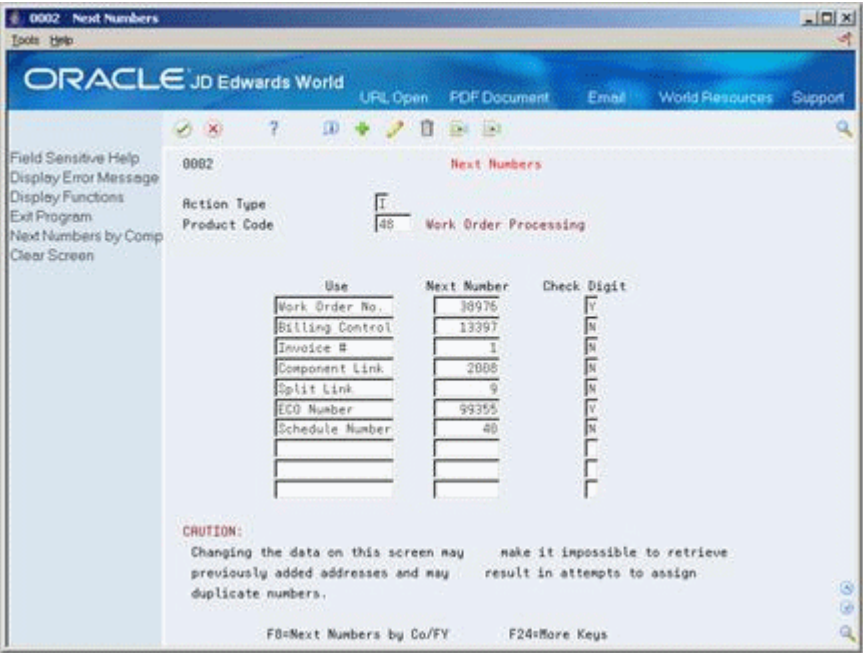 0002 Next Numbers
Tools Help
ORACLE JD Edwards World
URL Open PDF Document Email World Resources Support
Field Sensitive Help
Display Error Message
Display Functions
Exit Program
Next Numbers by Comp
Clear Screen
0002 Next Numbers
Action Type I
Product Code 48 Work Order Processing
Use Next Number Check Digit
Work Order No. 38976 Y
Billing Control 13397 N
Invoice # 1 N
Component Link 2008 N
Split Link 9 N
ECO Number 99355 Y
Schedule Number 40 N
CAUTION:
Changing the data on this screen may make it impossible to retrieve
previously added addresses and may result in attempts to assign
duplicate numbers.
F8=Next Numbers by Co/FY F24=More Keys